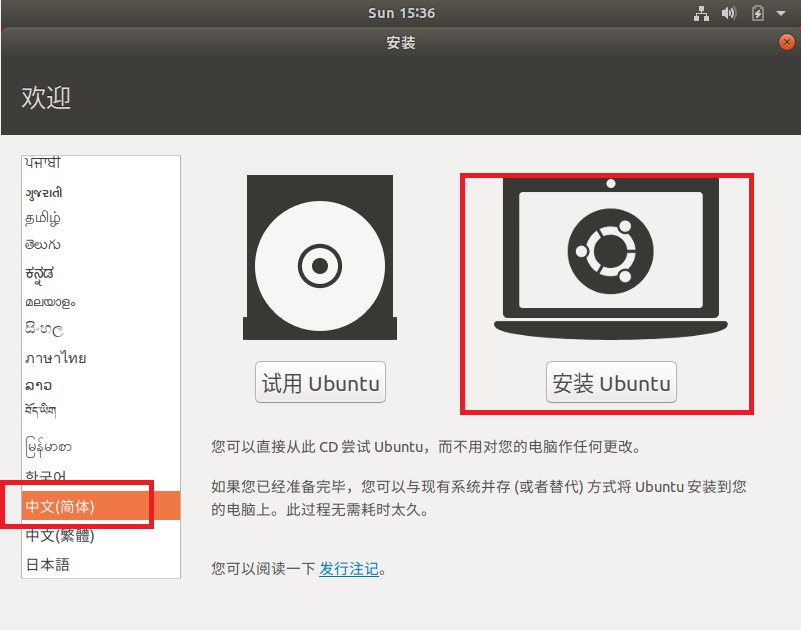 Sun 15:36
安装
欢迎
ਪੰਜਾਬੀ
ગુજરાતી
தமிழ்
తెలుగు
ಕನ್ನಡ
മലയാളം
සිංහල
ภาษาไทย
ລາວ
བོད་ཡིག
မြန်မာစာ
한국어
中文(简体)
中文(繁體)
日本語
试用 Ubuntu
安装 Ubuntu
您可以直接从此 CD 尝试 Ubuntu，而不用对您的电脑作任何更改。
如果您已经准备完毕，您可以与现有系统并存 (或者替代) 方式将 Ubuntu 安装到您
的电脑上。此过程无需耗时太久。
您可以阅读一下 发行注记。